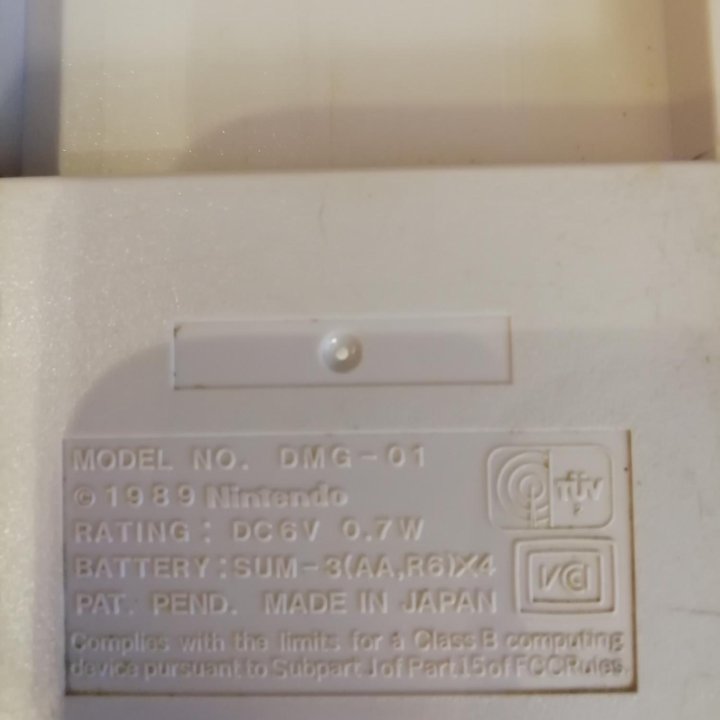 MODEL NO. DMG-01
© 1989 Nintendo
RATING: DC6V 0.7W
BATTERY: SUM-3(AA,R6)X4
PAT. PEND. MADE IN JAPAN
Complies with the limits for a Class B computing
device pursuant to Subpart J of Part 15 of FCC Rules.
TÜV
VCI